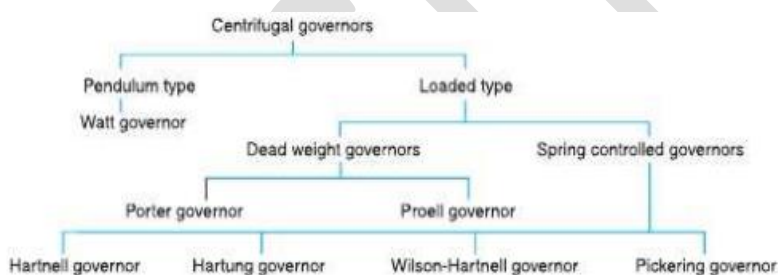 Centrifugal governors
Pendulum type Loaded type
Watt governor
Dead weight governors Spring controlled governors
Porter governor Proell governor
Hartnell governor Hartung governor Wilson-Hartnell governor Pickering governor